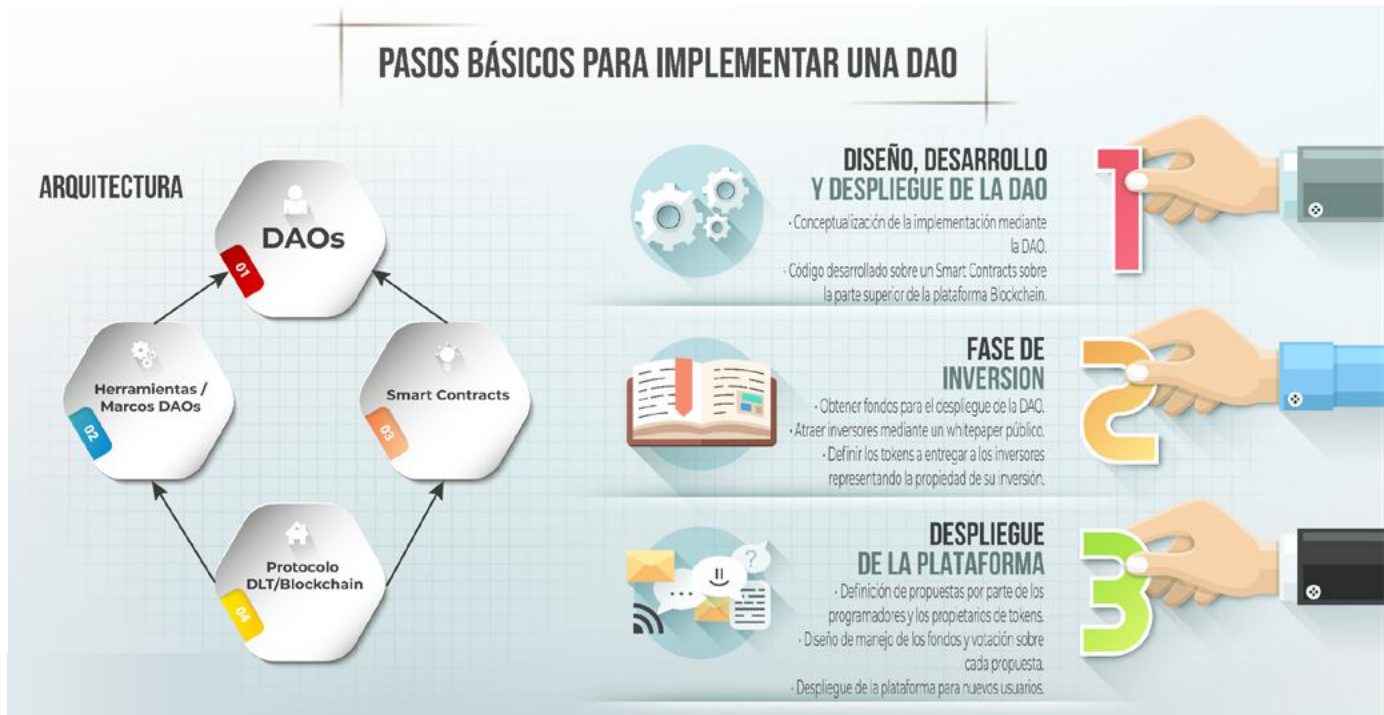 PASOS BÁSICOS PARA IMPLEMENTAR UNA DAO
ARQUITECTURA
DAOs
01
Herramientas /
Marcos DAOs
02
Smart Contracts
03
Protocolo
DLT/Blockchain
04
DISEÑO, DESARROLLO
Y DESPLIEGUE DE LA DAO
· Conceptualización de la implementación mediante
la DAO.
· Código desarrollado sobre un Smart Contracts sobre
la parte superior de la plataforma Blockchain.
1
FASE DE
INVERSION
· Obtener fondos para el despliegue de la DAO.
· Atraer inversores mediante un whitepaper público.
· Definir los tokens a entregar a los inversores
representando la propiedad de su inversión.
2
DESPLIEGUE
DE LA PLATAFORMA
· Definición de propuestas por parte de los
programadores y los propietarios de tokens.
· Diseño de manejo de los fondos y votación sobre
cada propuesta.
· Despliegue de la plataforma para nuevos usuarios.
3